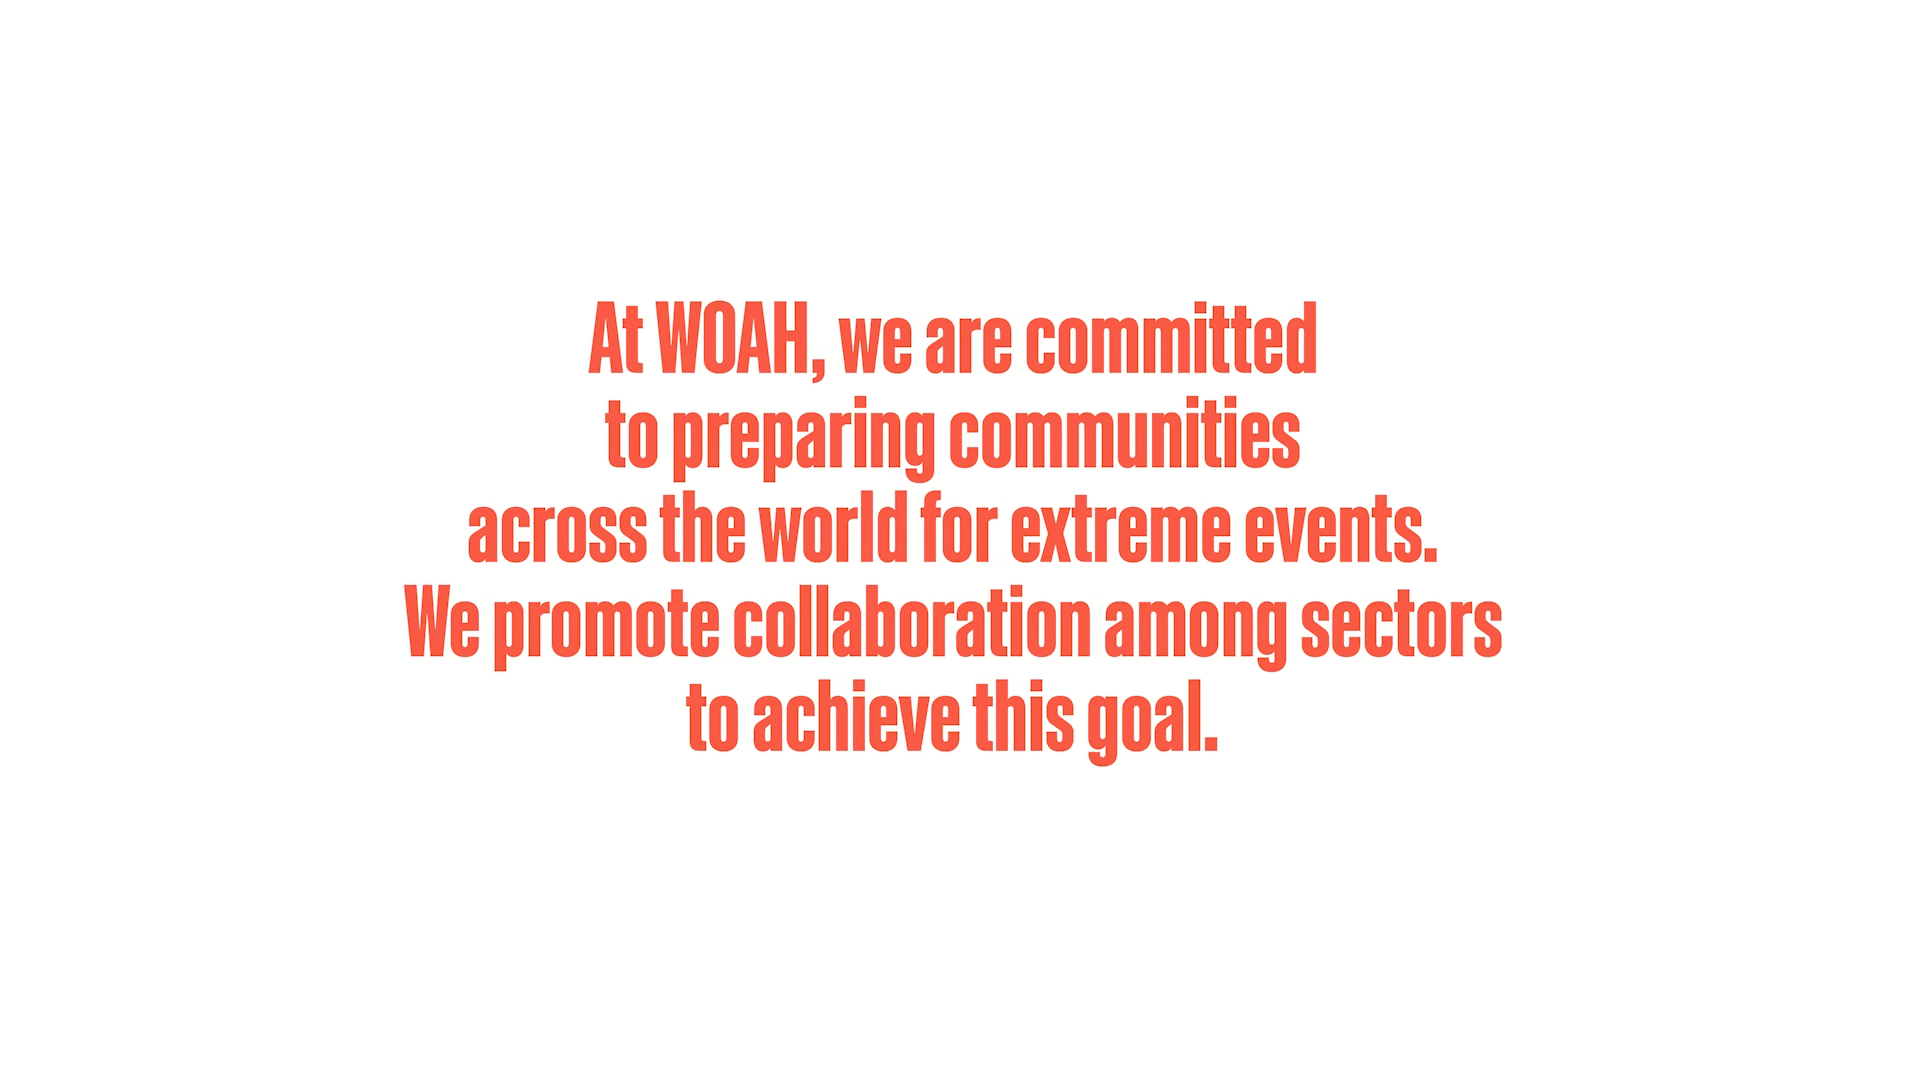 At WOAH, we are committed
to preparing communities
across the world for extreme events.
We promote collaboration among sectors
to achieve this goal.